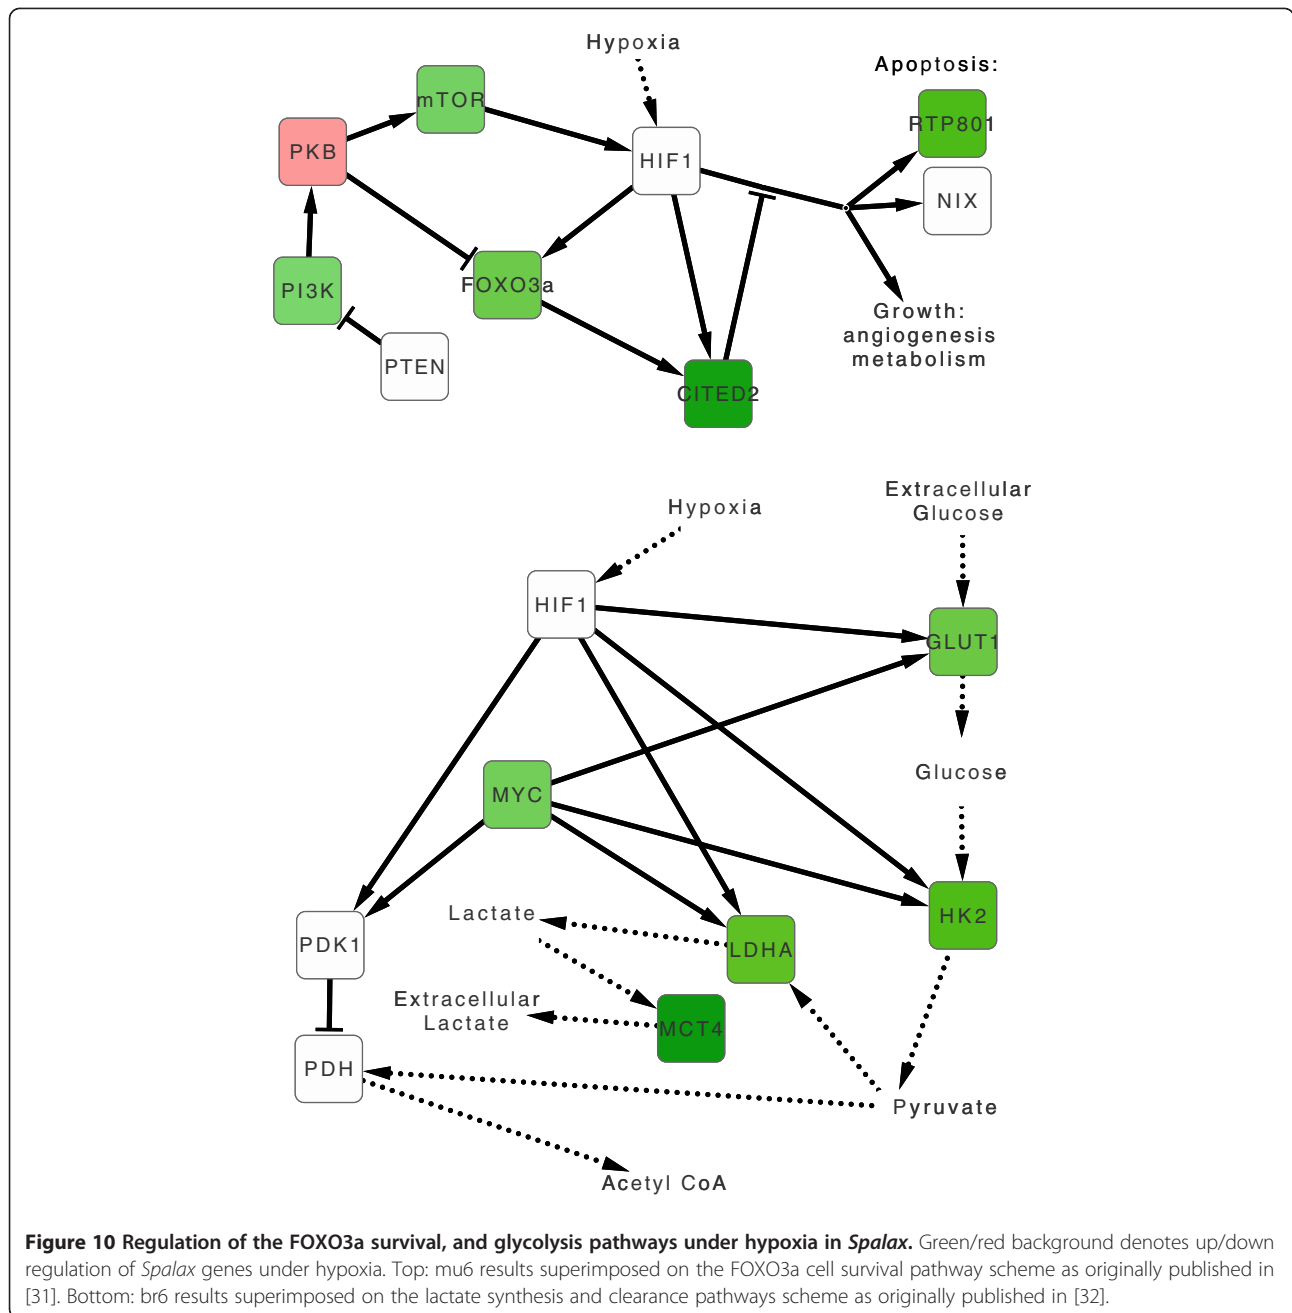 Hypoxia
Apoptosis:
mTOR
RTP801
PKB
HIF1
NIX
PI3K
FOXO3a
Growth:
angiogenesis
metabolism
PTEN
CITED2
Extracellular
Glucose
Hypoxia
HIF1
GLUT1
Glucose
MYC
Lactate
HK2
PDK1
LDHA
Extracellular
Lactate
MCT4
PDH
Pyruvate
Acetyl CoA
Figure 10 Regulation of the FOXO3a survival, and glycolysis pathways under hypoxia in Spalax. Green/red background denotes up/down
regulation of Spalax genes under hypoxia. Top: mu6 results superimposed on the FOXO3a cell survival pathway scheme as originally published in
[31]. Bottom: br6 results superimposed on the lactate synthesis and clearance pathways scheme as originally published in [32].